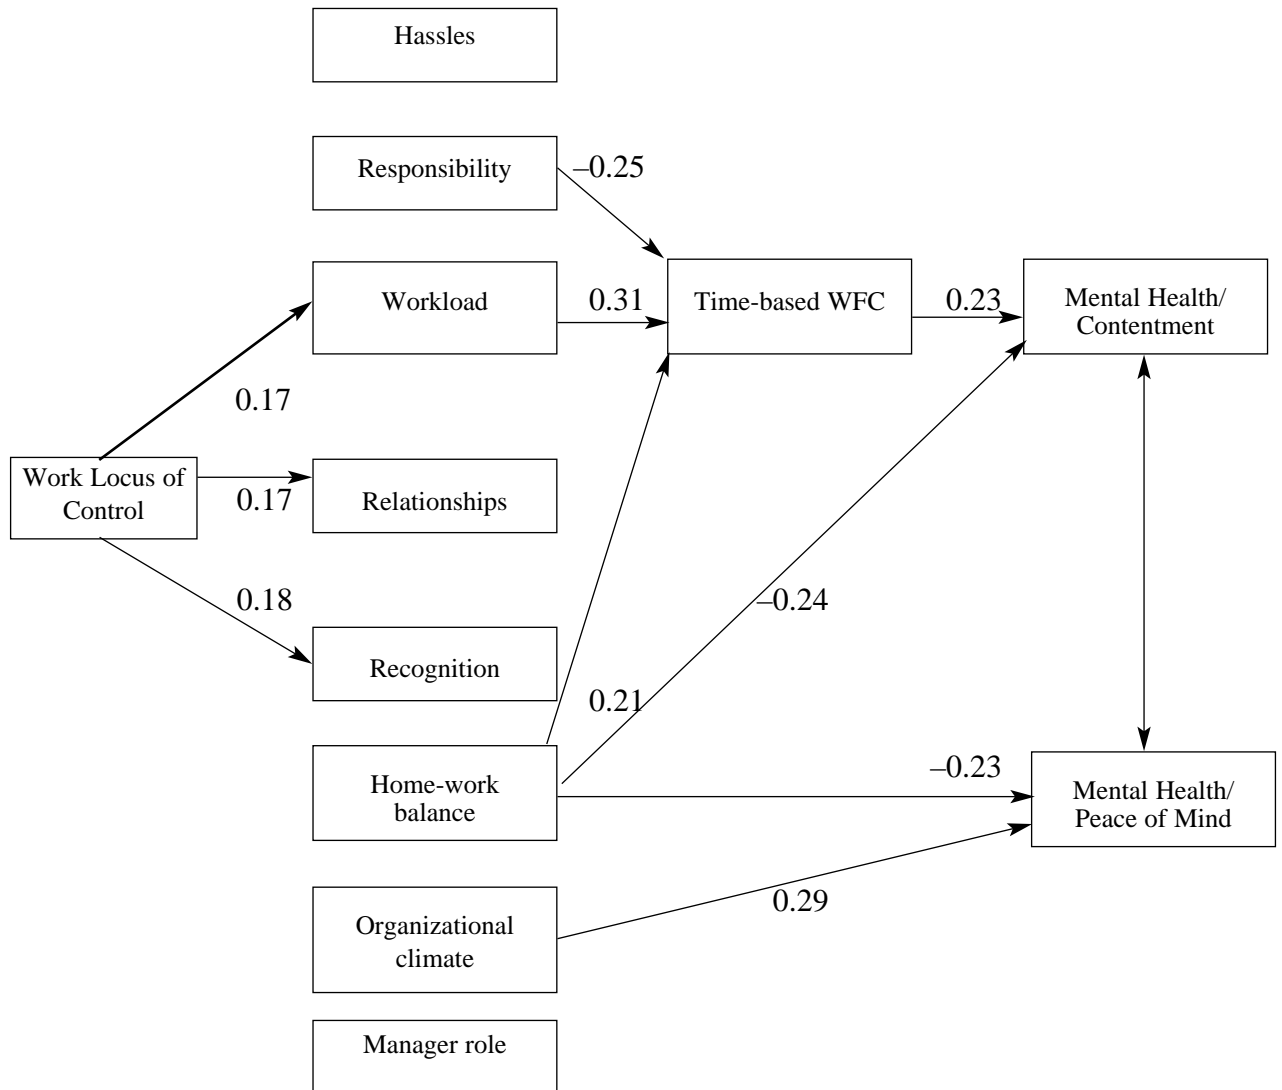 Hassles
Responsibility
–0.25
Workload
0.31
Time-based WFC
0.23
Mental Health/
Contentment
0.17
Work Locus of
Control
0.17
Relationships
0.18
Recognition
–0.24
0.21
Home-work
balance
–0.23
Mental Health/
Peace of Mind
Organizational
climate
0.29
Manager role